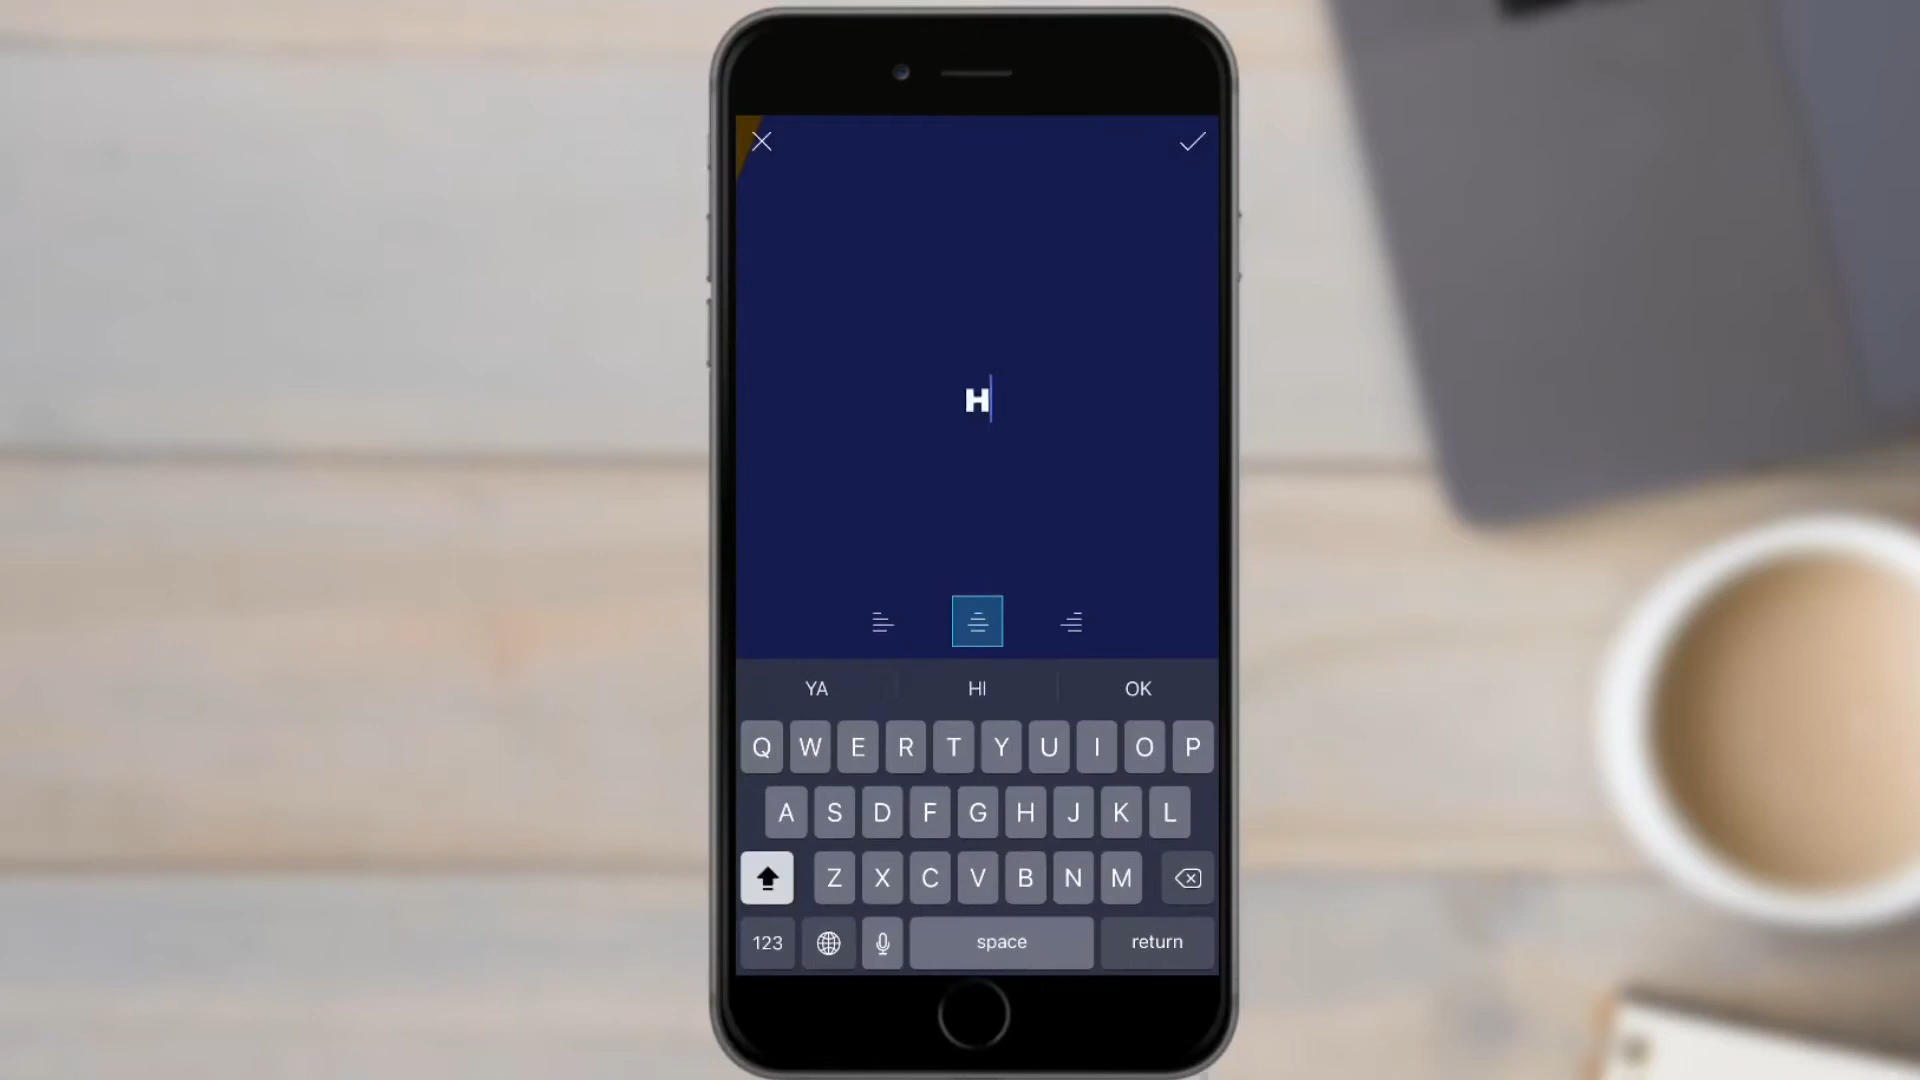 H
YA HI OK
Q W E R T Y U I O P
A S D F G H J K L
Z X C V B N M
123 space return